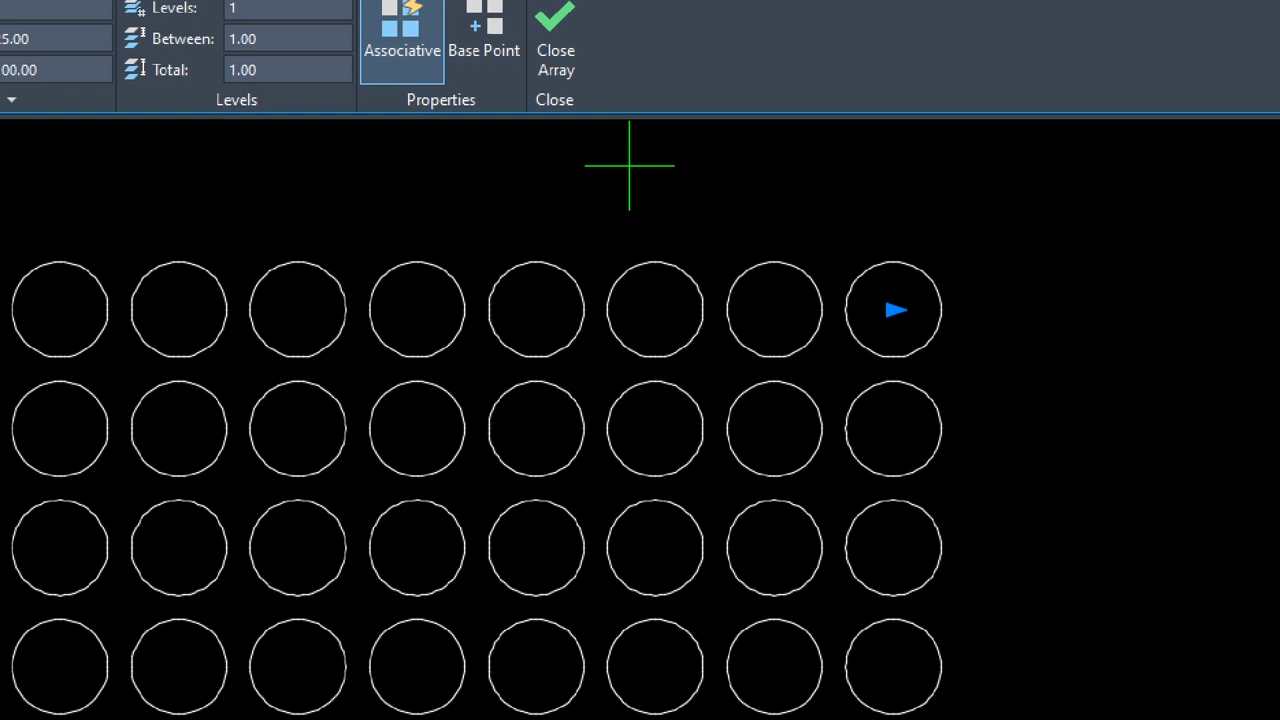 Levels: 1
5.00 Between: 1.00 Associative Base Point Close
00.00 Total: 1.00 Array
Levels Properties Close